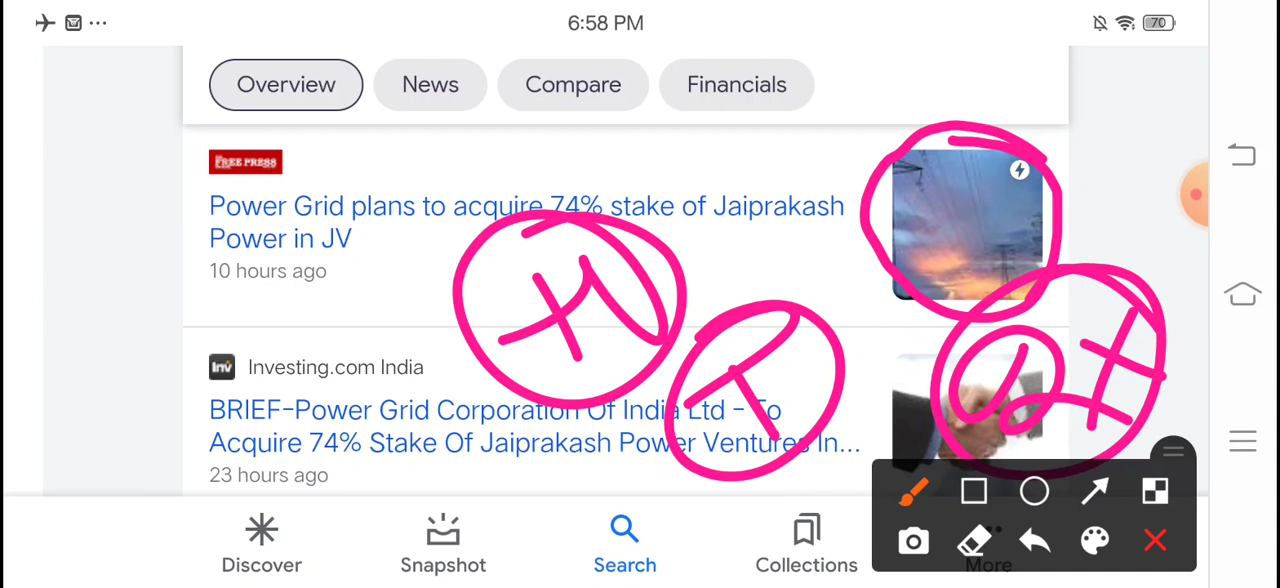 6:58 PM
70
Overview News Compare Financials
FREE PRESS
Power Grid plans to acquire 74% stake of Jaiprakash
Power in JV
10 hours ago
Inv Investing.com India
BRIEF-Power Grid Corporation Of India Ltd - To
Acquire 74% Stake Of Jaiprakash Power Ventures In...
23 hours ago
Discover Snapshot Search Collections More